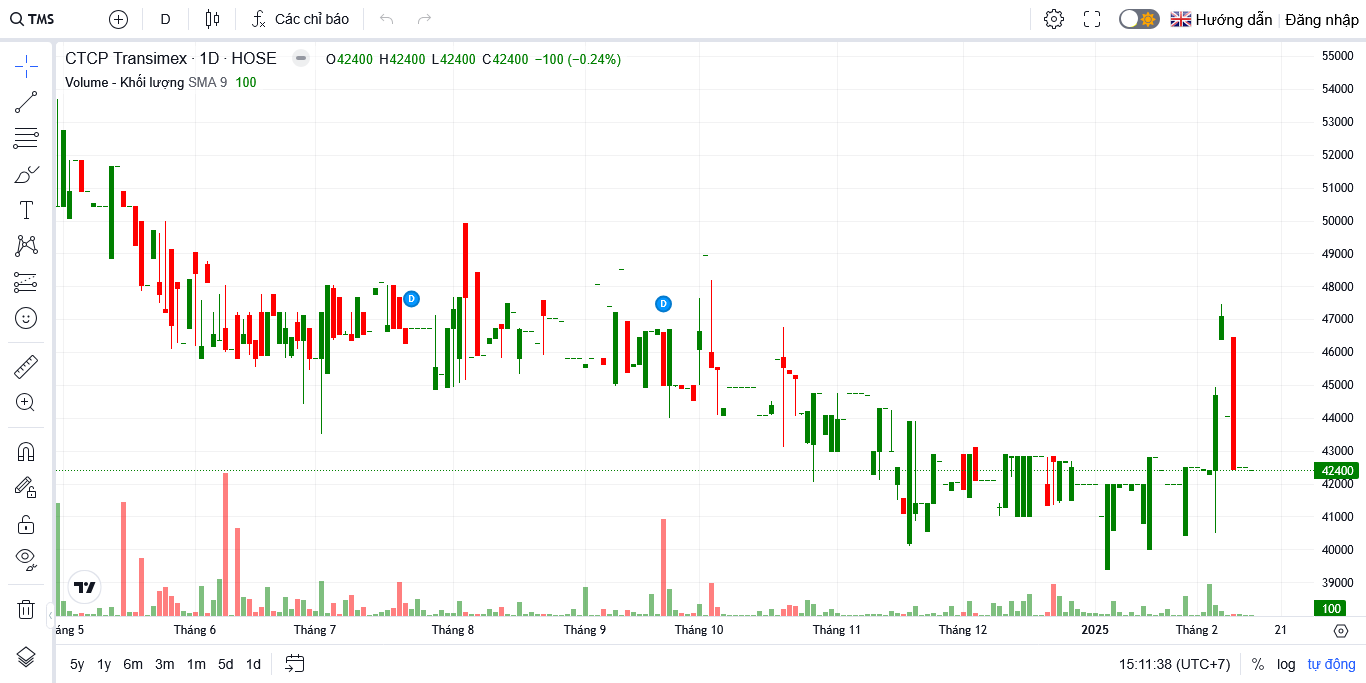 TMS D Các chỉ báo Hướng dẫn Đăng nhập
CTCP Transimex · 1D · HOSE O42400 H42400 L42400 C42400 −100 (−0.24%)
Volume - Khối lượng SMA 9 100
55000
54000
53000
52000
51000
50000
49000
48000
47000
46000
45000
44000
43000
42400
42000
41000
40000
39000
100
D
D
áng 5 Tháng 6 Tháng 7 Tháng 8 Tháng 9 Tháng 10 Tháng 11 Tháng 12 2025 Tháng 2 21
5y 1y 6m 3m 1m 5d 1d 15:11:38 (UTC+7) % log tự động